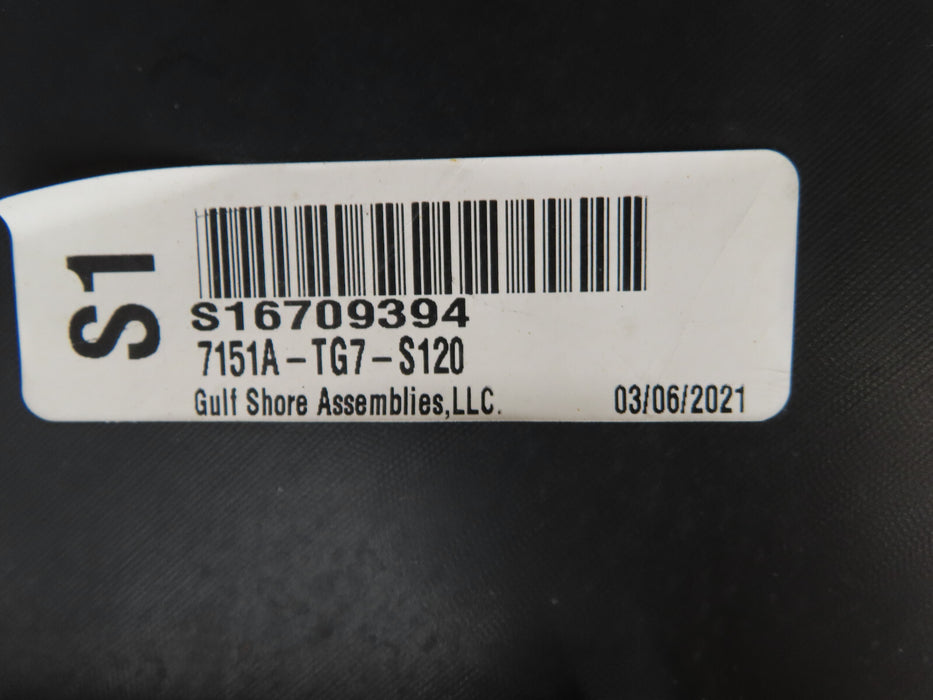 S1
S16709394
7151A-TG7-S120
Gulf Shore Assemblies,LLC. 03/06/2021